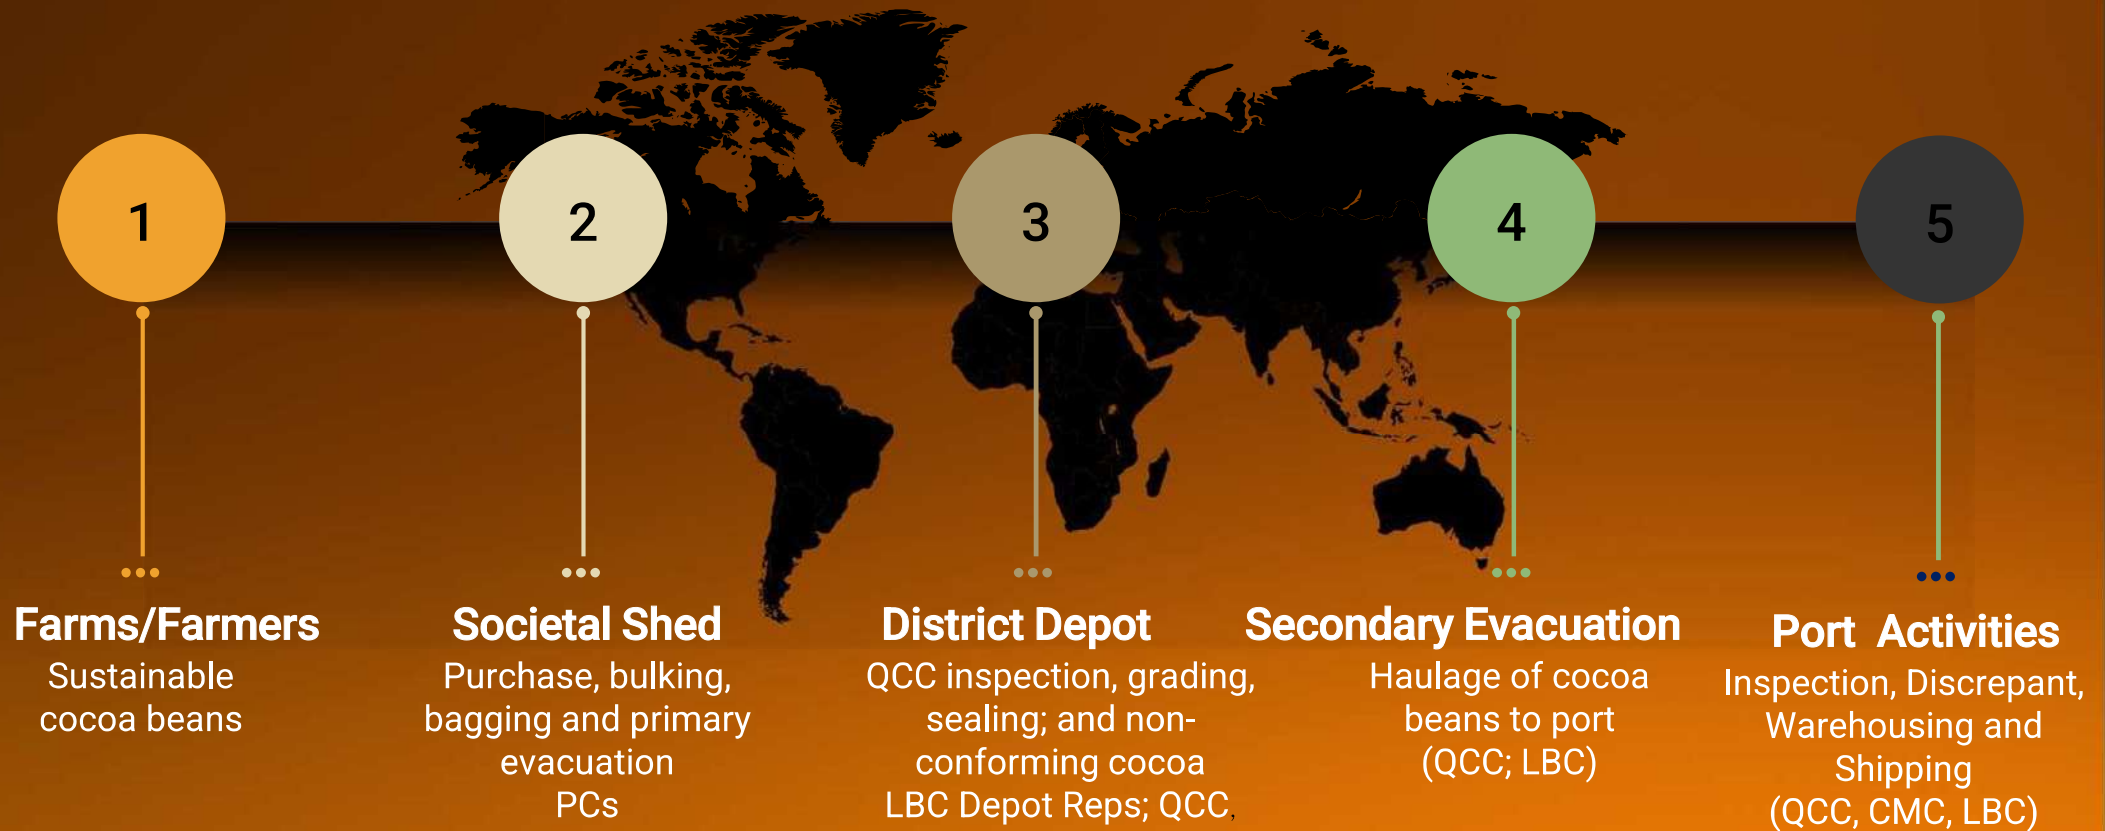 1
2
3
4
5
Farms/Farmers
Sustainable
cocoa beans
Societal Shed
Purchase, bulking,
bagging and primary
evacuation
PCs
District Depot
QCC inspection, grading,
sealing; and non-
conforming cocoa
LBC Depot Reps; QCC,
Secondary Evacuation
Haulage of cocoa
beans to port
(QCC; LBC)
Port Activities
Inspection, Discrepant,
Warehousing and
Shipping
(QCC, CMC, LBC)